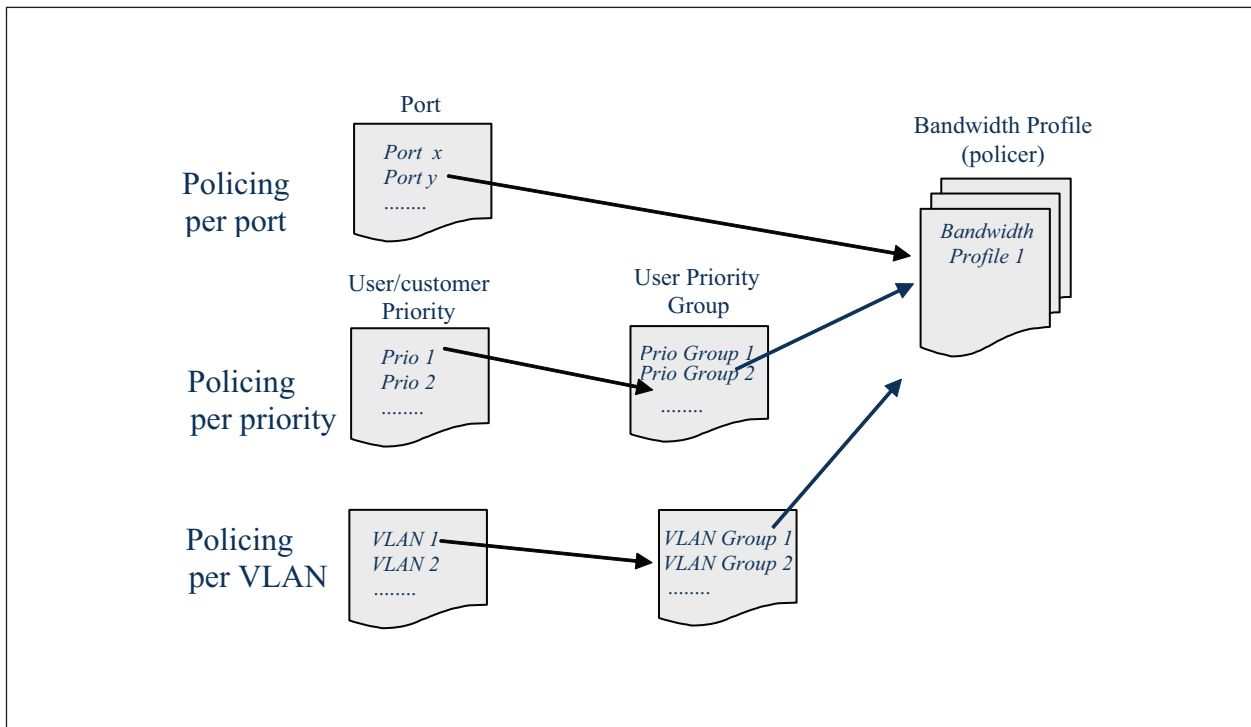 Port
Port x
Port y
........
Bandwidth Profile
(policer)
Bandwidth
Profile 1
Policing
per port
User/customer
Priority
Prio 1
Prio 2
........
User Priority
Group
Prio Group 1
Prio Group 2
........
Policing
per priority
Policing
per VLAN
VLAN 1
VLAN 2
........
VLAN Group 1
VLAN Group 2
........